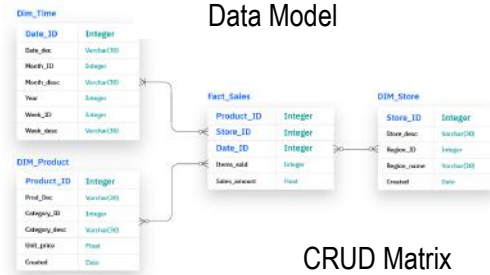 Data Model
Dim_Time
Date_ID Integer
Date_dec Varchar(30)
Month_ID Integer
Month_desc Varchar(30)
Year Integer
Week_ID Integer
Week_desc Varchar(30)
Fact_Sales
Product_ID Integer
Store_ID Integer
Date_ID Integer
Items_sold Integer
Sales_amount Float
DIM_Store
Store_ID Integer
Store_desc Varchar(30)
Region_ID Integer
Region_name Varchar(30)
Created Date
DIM_Product
Product_ID Integer
Prod_Dec Varchar(30)
Category_ID Integer
Category_desc Varchar(30)
Unit_price Float
Created Date
CRUD Matrix